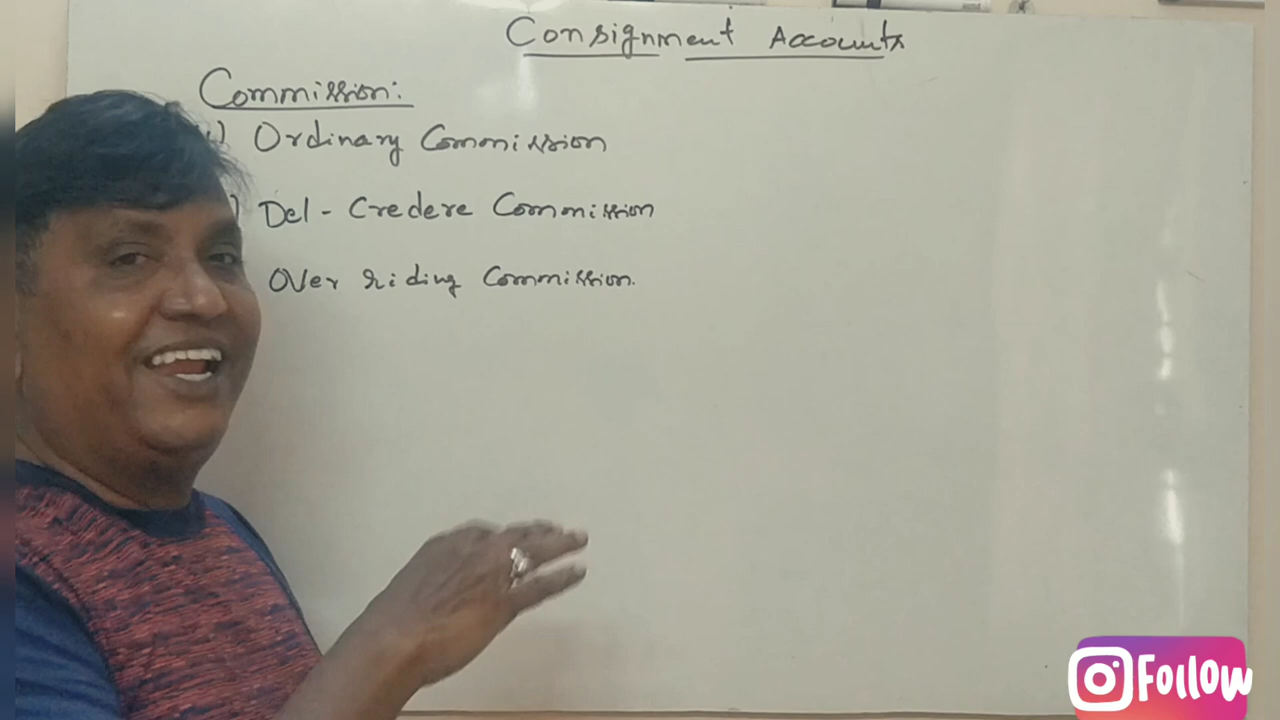 Consignment Accounts
Commission:
) Ordinary Commission
) Del - Credere Commission
Over riding Commission.
Follow